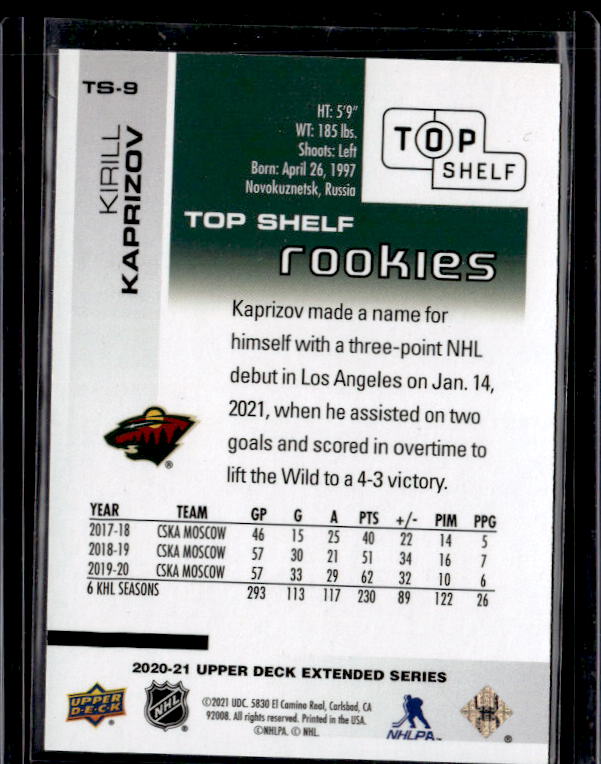 TS-9
KIRILL
KAPRIZOV
HT: 5'9"
WT: 185 lbs.
Shoots: Left
Born: April 26, 1997
Novokuznetsk, Russia
TOP
SHELF
TOP SHELF
rookies
Kaprizov made a name for
himself with a three-point NHL
debut in Los Angeles on Jan. 14,
2021, when he assisted on two
goals and scored in overtime to
lift the Wild to a 4-3 victory.
®
YEAR TEAM GP G A PTS +/- PIM PPG
2017-18 CSKA MOSCOW 46 15 25 40 22 14 5
2018-19 CSKA MOSCOW 57 30 21 51 34 16 7
2019-20 CSKA MOSCOW 57 33 29 62 32 10 6
6 KHL SEASONS 293 113 117 230 89 122 26
2020-21 UPPER DECK EXTENDED SERIES
UPPER
D·E·C·K
NHL
©2021 UDC. 5830 El Camino Real, Carlsbad, CA
92008. All rights reserved. Printed in the USA.
©NHLPA. © NHL.
NHLPA
®